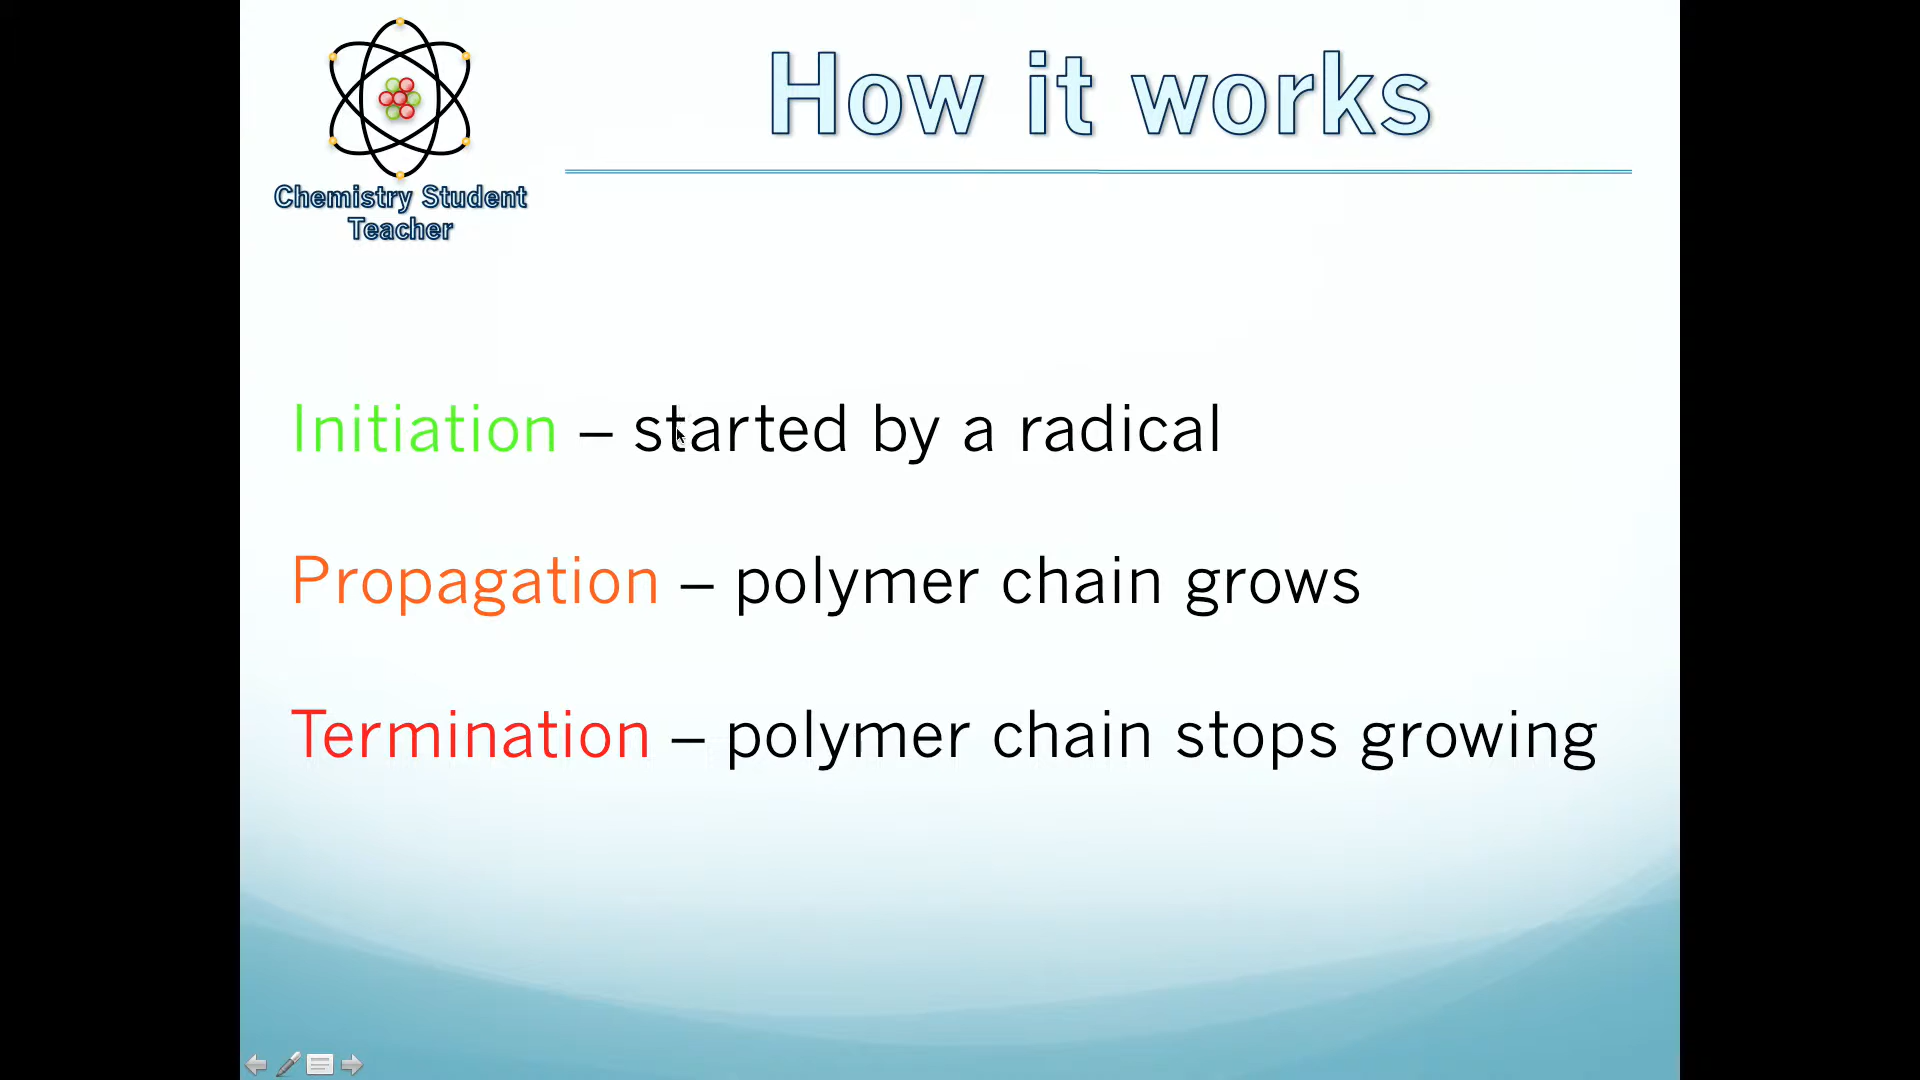 How it works
Chemistry Student
Teacher
Initiation – started by a radical
Propagation – polymer chain grows
Termination – polymer chain stops growing